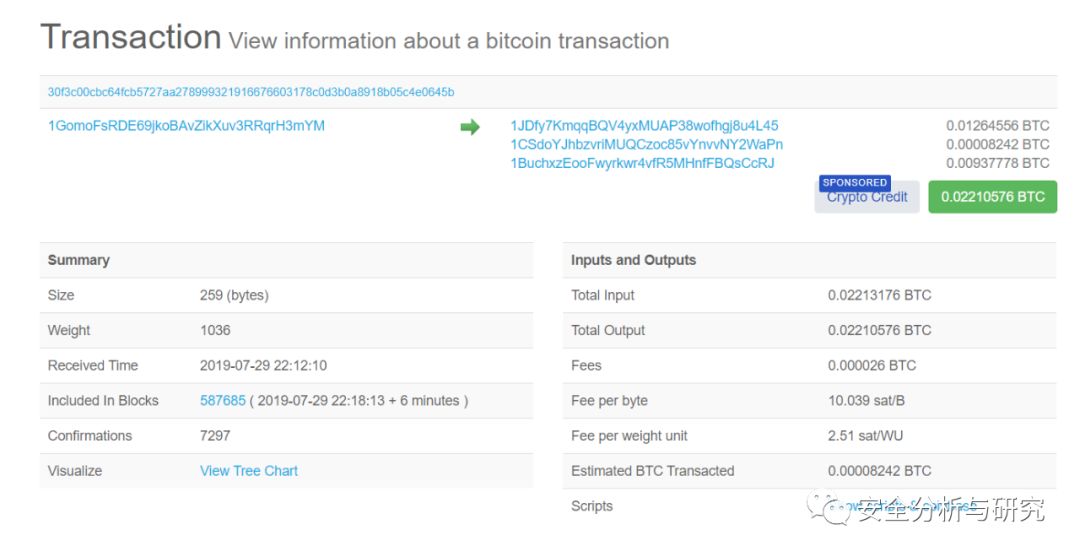 Transaction View information about a bitcoin transaction
30f3c00cbc64fcb5727aa278999321916676603178c0d3b0a8918b05c4e0645b
1GomoFsRDE69jkoBAvZikXuv3RRqrH3mYM
1JDfy7KmqqBQV4yxMUAP38wofhgj8u4L45 0.01264556 BTC
1CSdoYJhbzvriMUQCzoc85vYnvvNY2WaPn 0.00008242 BTC
1BuchxzEooFwyrkwr4vfR5MHnfFBQsCcRJ 0.00937778 BTC
SPONSORED
Crypto Credit
0.02210576 BTC
Summary
Size 259 (bytes)
Weight 1036
Received Time 2019-07-29 22:12:10
Included In Blocks 587685 ( 2019-07-29 22:18:13 + 6 minutes )
Confirmations 7297
Visualize View Tree Chart
Inputs and Outputs
Total Input 0.02213176 BTC
Total Output 0.02210576 BTC
Fees 0.000026 BTC
Fee per byte 10.039 sat/B
Fee per weight unit 2.51 sat/WU
Estimated BTC Transacted 0.00008242 BTC
Scripts
安全分析与研究